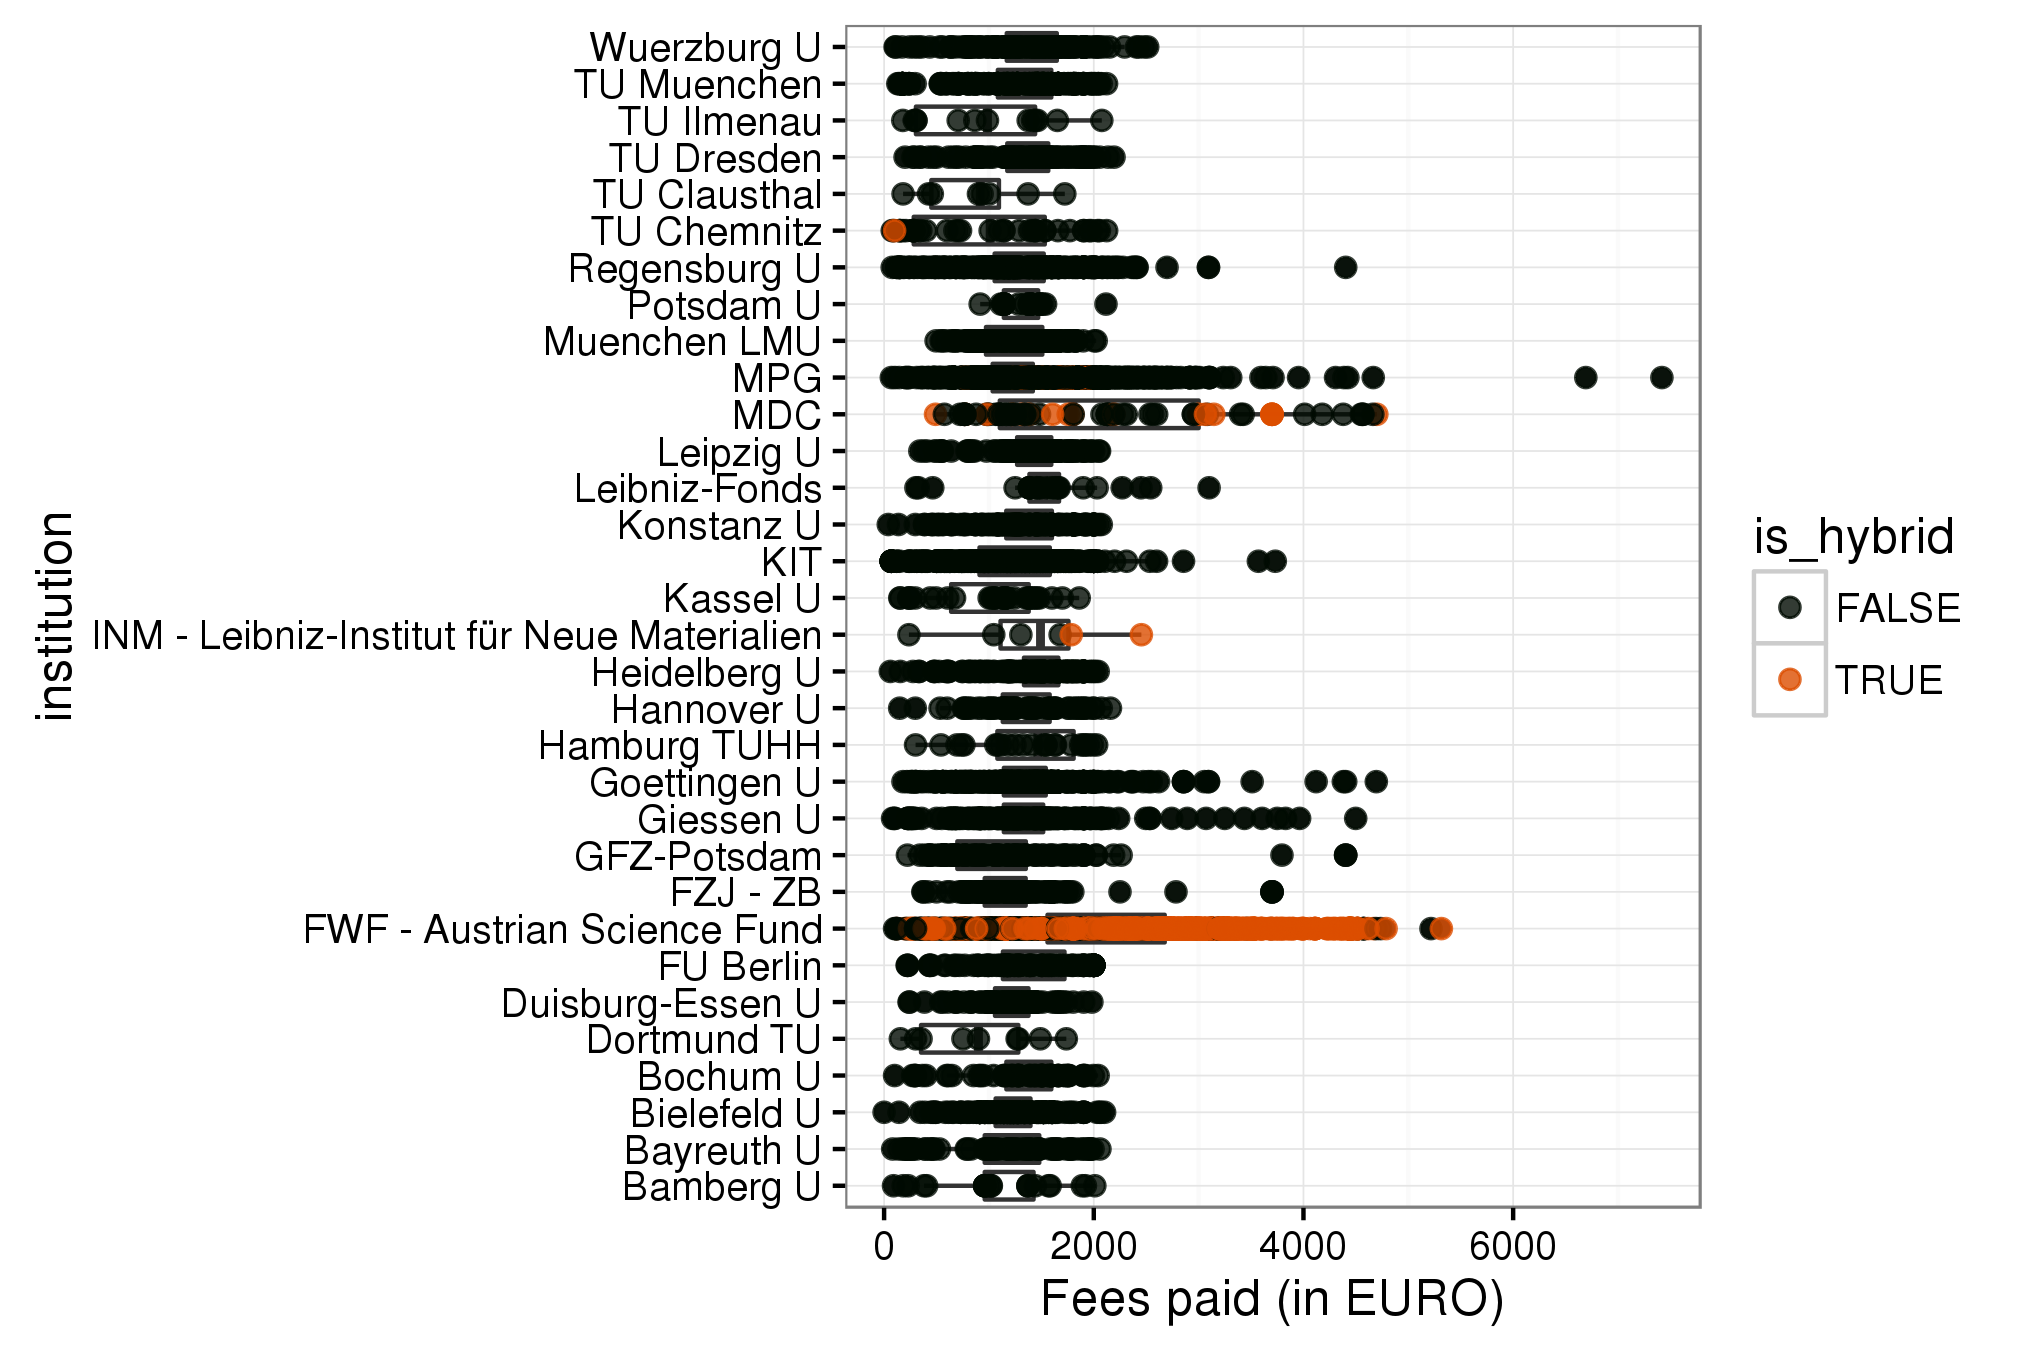 Wuerzburg U
TU Muenchen
TU Ilmenau
TU Dresden
TU Clausthal
TU Chemnitz
Regensburg U
Potsdam U
Muenchen LMU
MPG
MDC
Leipzig U
Leibniz-Fonds
Konstanz U
KIT
Kassel U
INM - Leibniz-Institut für Neue Materialien
Heidelberg U
Hannover U
Hamburg TUHH
Goettingen U
Giessen U
GFZ-Potsdam
FZJ - ZB
FWF - Austrian Science Fund
FU Berlin
Duisburg-Essen U
Dortmund TU
Bochum U
Bielefeld U
Bayreuth U
Bamberg U
institution
0 2000 4000 6000
Fees paid (in EURO)
is_hybrid
FALSE
TRUE